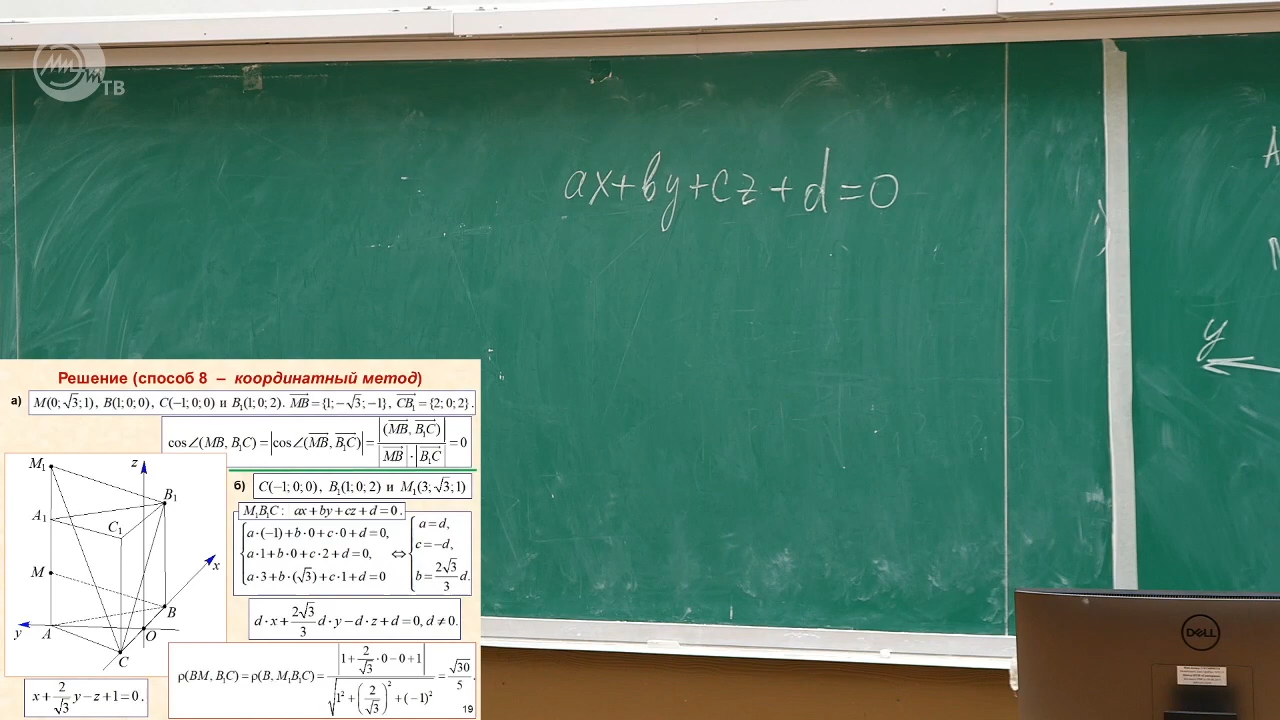 МИЭТ ТВ
ax+by+cz+d=0
y
Решение (способ 8 – координатный метод)
а) M(0;√3;1), B(1;0;0), C(−1;0;0) и B₁(1;0;2). MB={1;−√3;−1}, CB₁={2;0;2}.
cos∠(MB, B₁C)=|cos∠(MB, B₁C)|=|(MB, B₁C)|/(|MB|·|B₁C|)=0
б) C(−1;0;0), B₁(1;0;2) и M₁(3;√3;1)
M₁B₁C: ax+by+cz+d=0.
a·(−1)+b·0+c·0+d=0,
a·1+b·0+c·2+d=0,
a·3+b·(√3)+c·1+d=0
⇔
a=d,
c=−d,
b=2√3/3 d.
d·x+2√3/3 d·y−d·z+d=0, d≠0.
M₁
z
B₁
A₁
C₁
x
M
B
y
A
O
C
x+2/√3 y−z+1=0.
ρ(BM, B₁C)=ρ(B, M₁B₁C)=|1+2/√3·0−0+1|/√(1²+(2/√3)²+(−1)²)=√30/5.
19
DELL